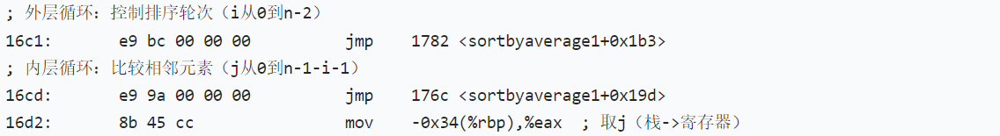 ; 外层循环：控制排序轮次（i从0到n-2）
16c1: e9 bc 00 00 00 jmp 1782 <sortbyaverage1+0x1b3>
; 内层循环：比较相邻元素（j从0到n-1-i-1）
16cd: e9 9a 00 00 00 jmp 176c <sortbyaverage1+0x19d>
16d2: 8b 45 cc mov -0x34(%rbp),%eax ; 取j（栈->寄存器）